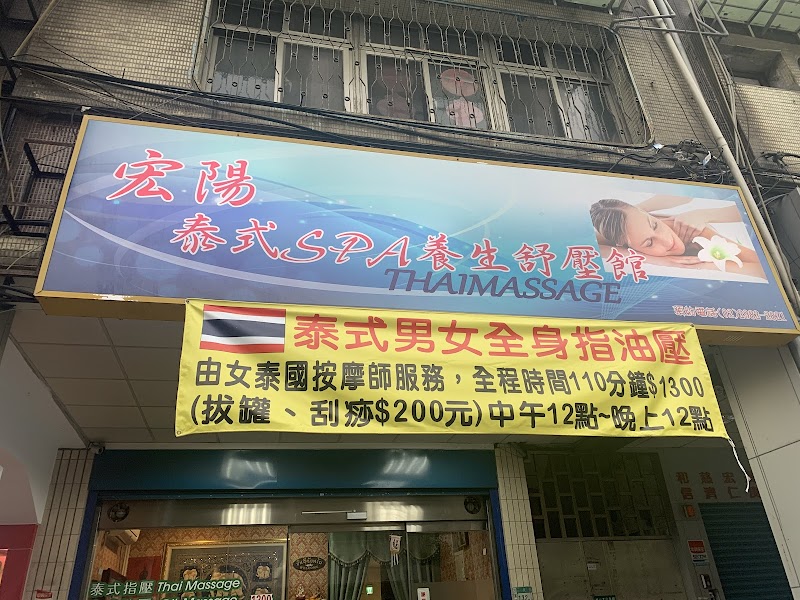 宏陽
泰式SPA養生舒壓館
THAIMASSAGE
泰式男女全身指油壓
由女泰國按摩師服務，全程時間110分鐘$1300
(拔罐、刮痧$200元)中午12點~晚上12點
泰式指壓 Thai Massage